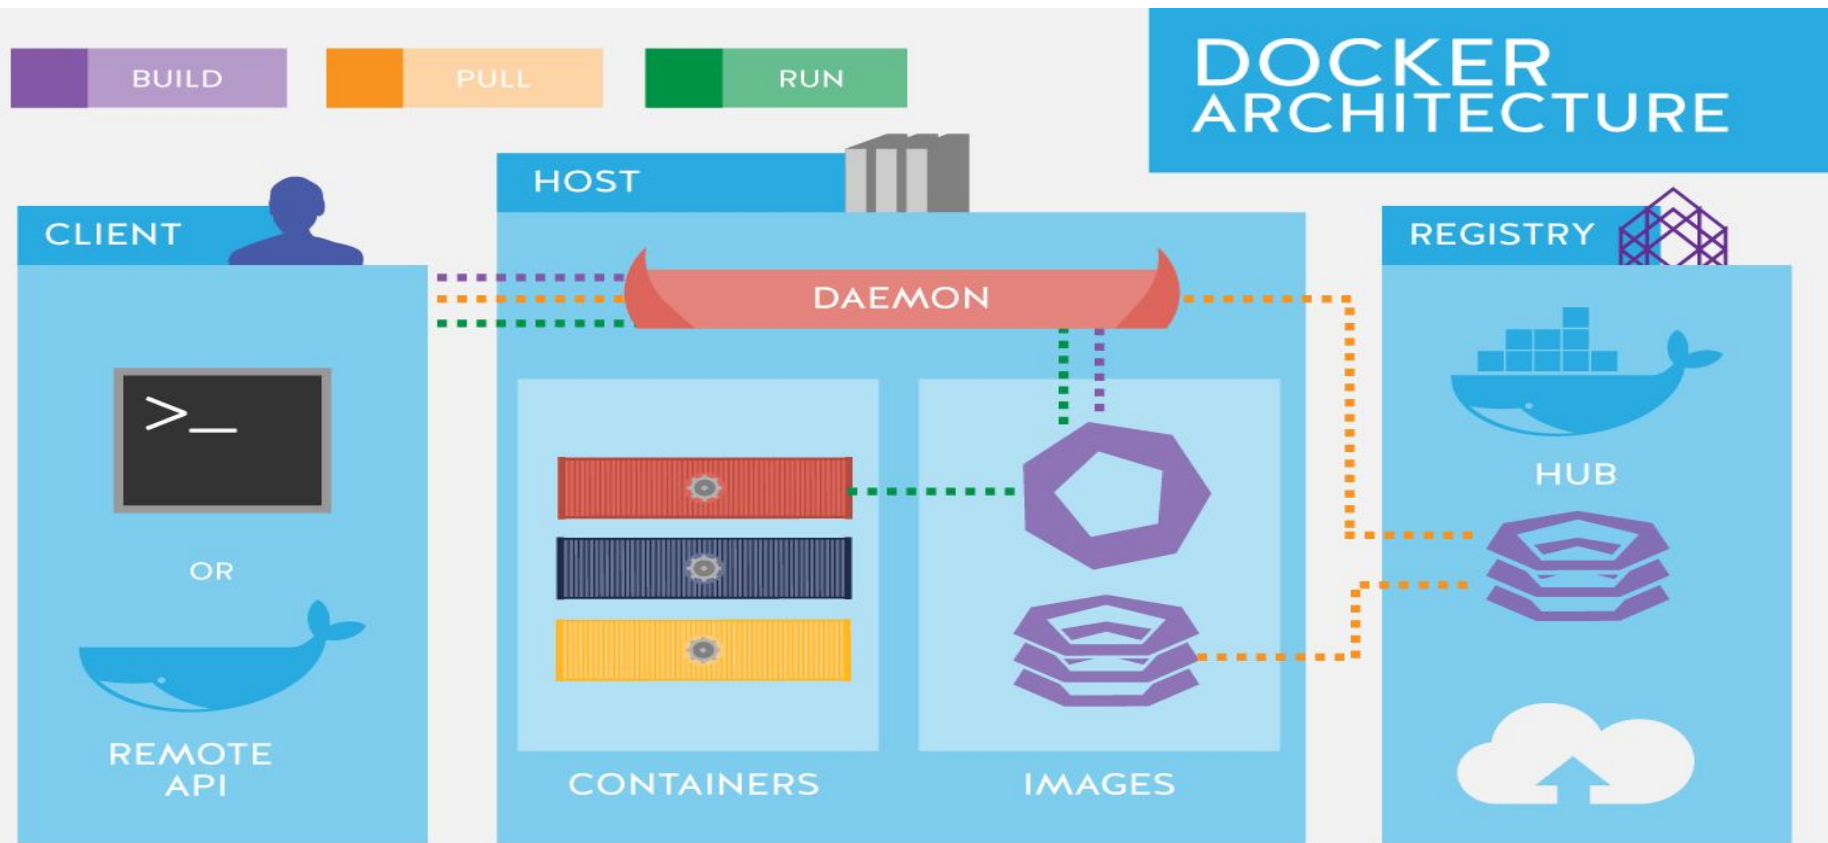 BUILD
PULL
RUN
DOCKER
ARCHITECTURE
CLIENT
>_
OR
REMOTE
API
HOST
DAEMON
CONTAINERS
IMAGES
REGISTRY
HUB